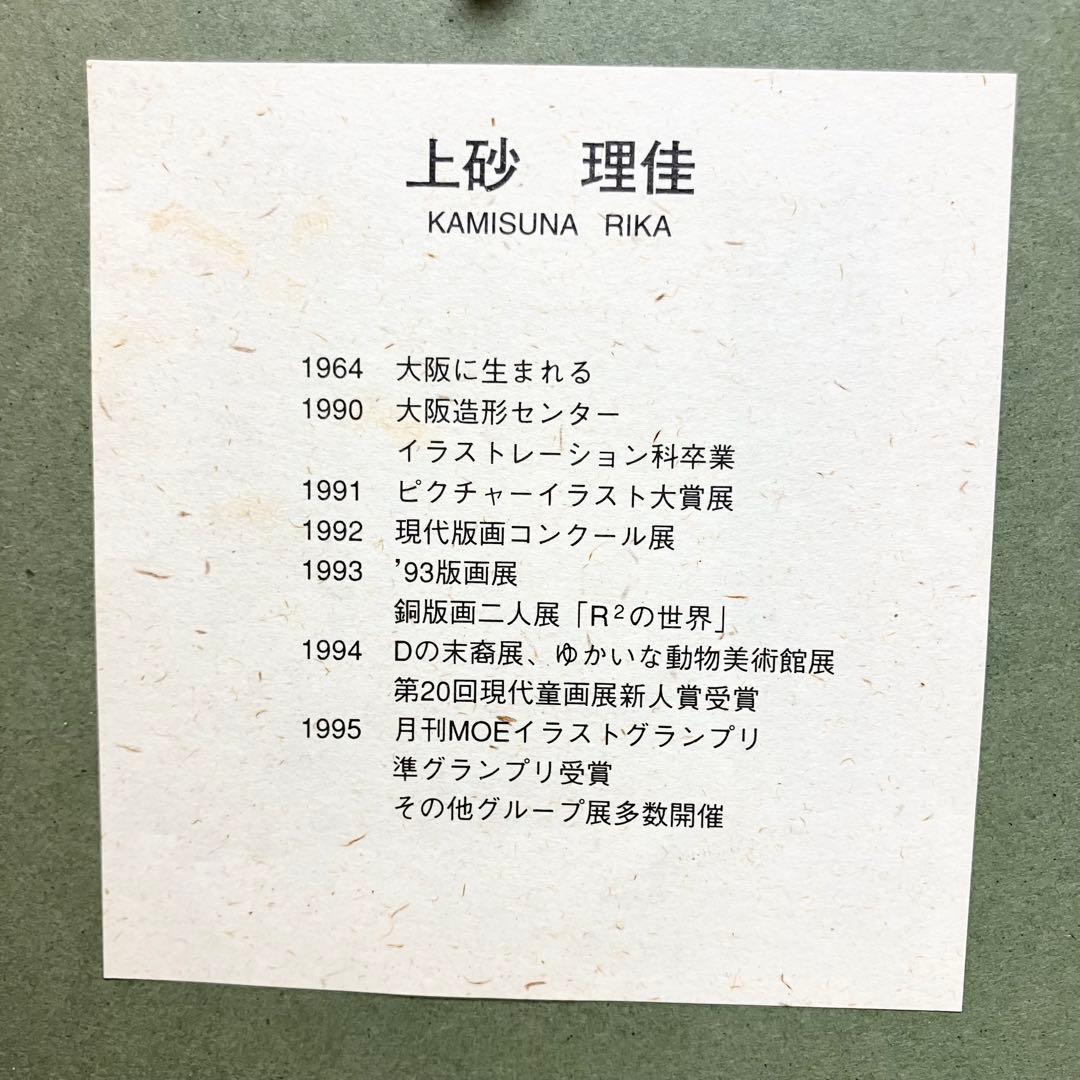 上砂　理佳
KAMISUNA RIKA
1964 大阪に生まれる
1990 大阪造形センター
イラストレーション科卒業
1991 ピクチャーイラスト大賞展
1992 現代版画コンクール展
1993 ’93版画展
銅版画二人展「R²の世界」
1994 Dの末裔展、ゆかいな動物美術館展
第20回現代童画展新人賞受賞
1995 月刊MOEイラストグランプリ
準グランプリ受賞
その他グループ展多数開催